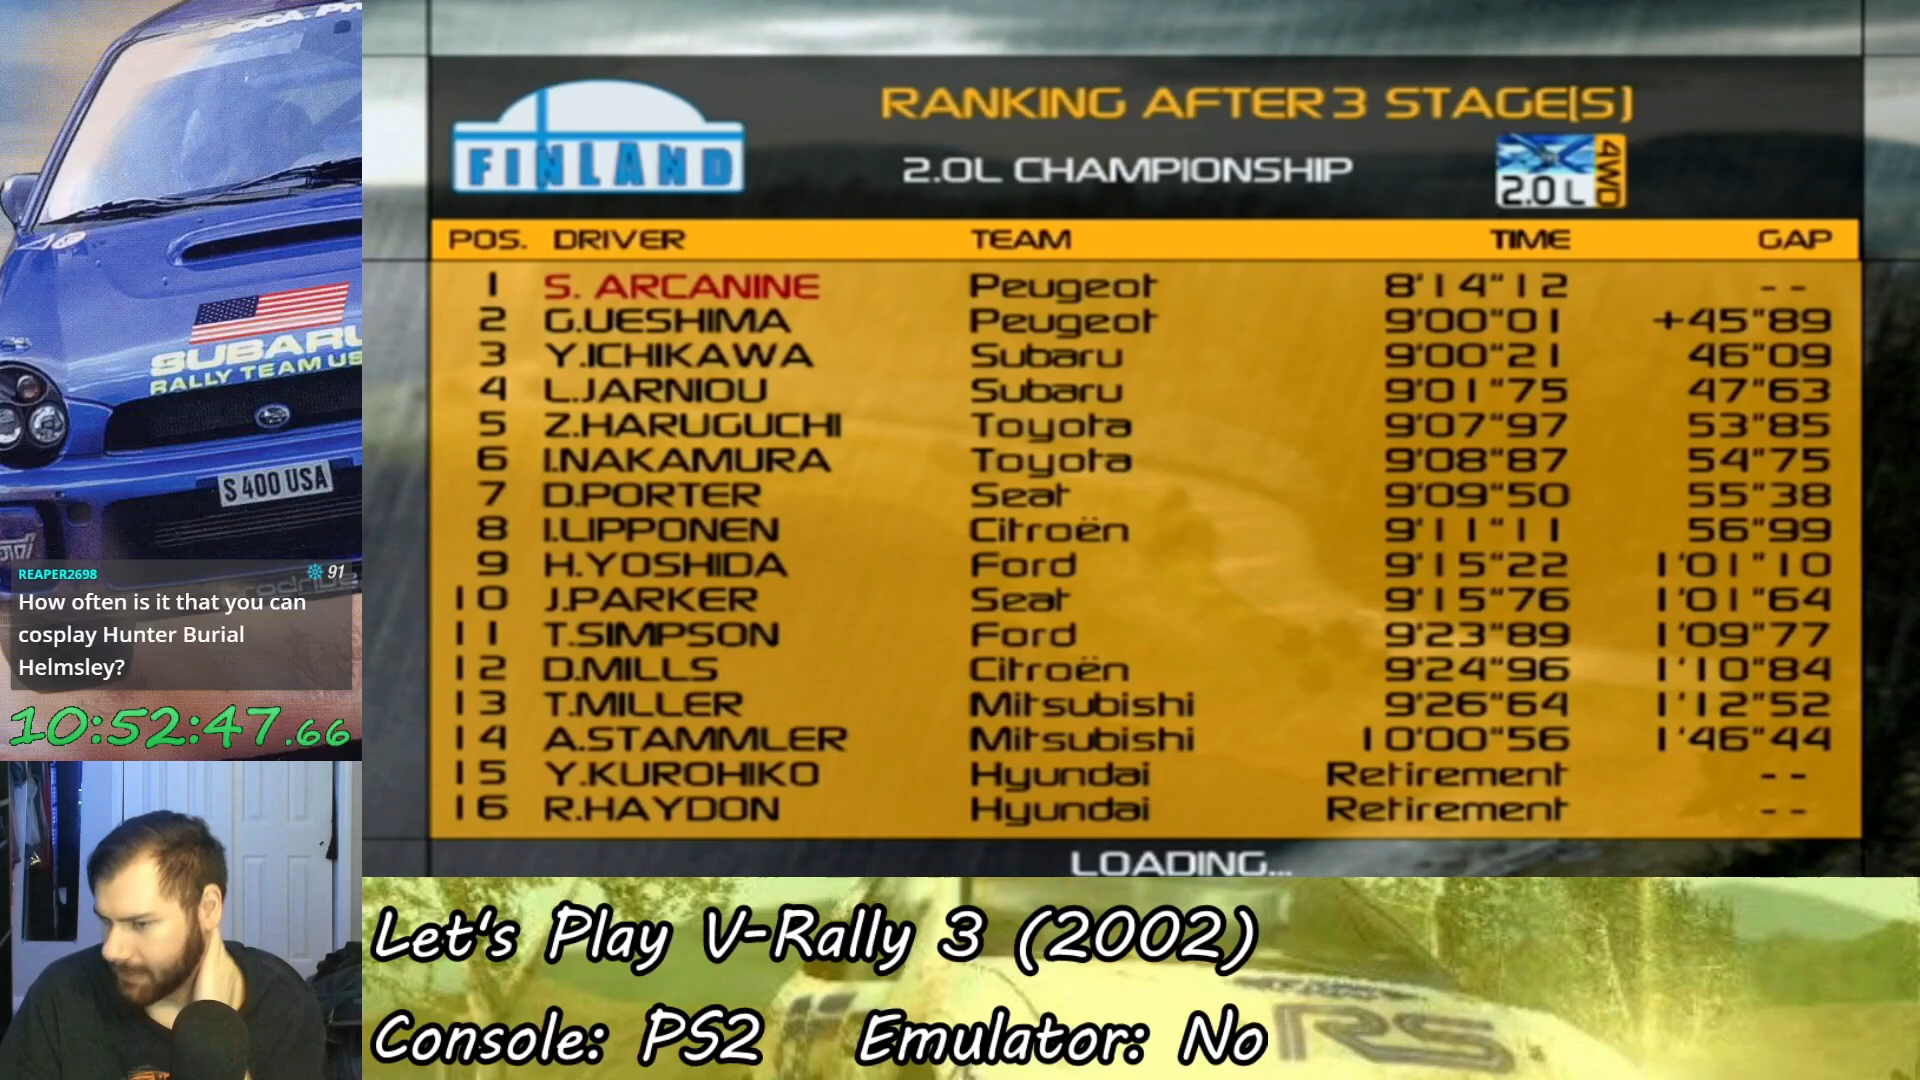 SUBARU
RALLY TEAM US
S 400 USA
REAPER2698
91
How often is it that you can
cosplay Hunter Burial
Helmsley?
10:52:47.66
FINLAND
RANKING AFTER 3 STAGE(S)
2.0L CHAMPIONSHIP
2.0 L 4WD
POS. DRIVER TEAM TIME GAP
1 S. ARCANINE Peugeot 8'14"12 --
2 G.UESHIMA Peugeot 9'00"01 +45"89
3 Y.ICHIKAWA Subaru 9'00"21 46"09
4 L.JARNIOU Subaru 9'01"75 47"63
5 Z.HARUGUCHI Toyota 9'07"97 53"85
6 I.NAKAMURA Toyota 9'08"87 54"75
7 D.PORTER Seat 9'09"50 55"38
8 I.LIPPONEN Citroën 9'11"11 56"99
9 H.YOSHIDA Ford 9'15"22 1'01"10
10 J.PARKER Seat 9'15"76 1'01"64
11 T.SIMPSON Ford 9'23"89 1'09"77
12 D.MILLS Citroën 9'24"96 1'10"84
13 T.MILLER Mitsubishi 9'26"64 1'12"52
14 A.STAMMLER Mitsubishi 10'00"56 1'46"44
15 Y.KUROHIKO Hyundai Retirement --
16 R.HAYDON Hyundai Retirement --
LOADING...
Let's Play V-Rally 3 (2002)
Console: PS2 Emulator: No
RS